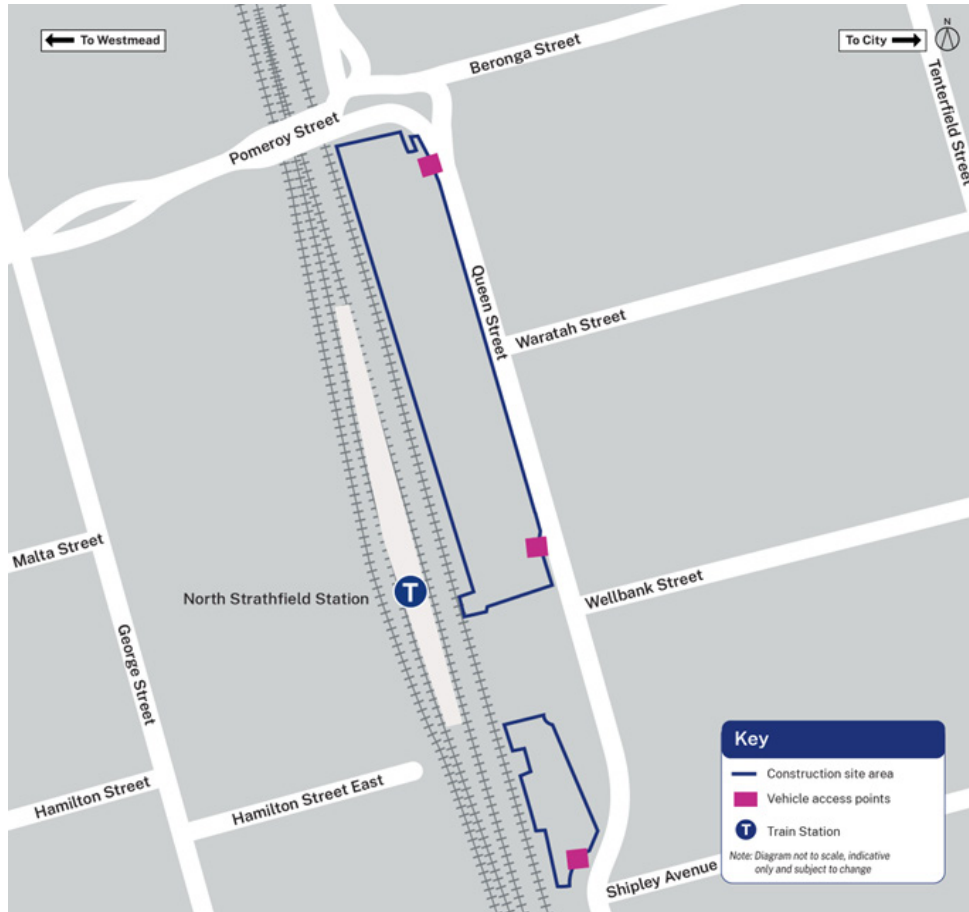 To Westmead
To City
N
Beronga Street
Tenterfield Street
Pomeroy Street
Queen Street
Waratah Street
Malta Street
North Strathfield Station
T
Wellbank Street
George Street
Hamilton Street
Hamilton Street East
Shipley Avenue
Key
Construction site area
Vehicle access points
T
Train Station
Note: Diagram not to scale, indicative
only and subject to change